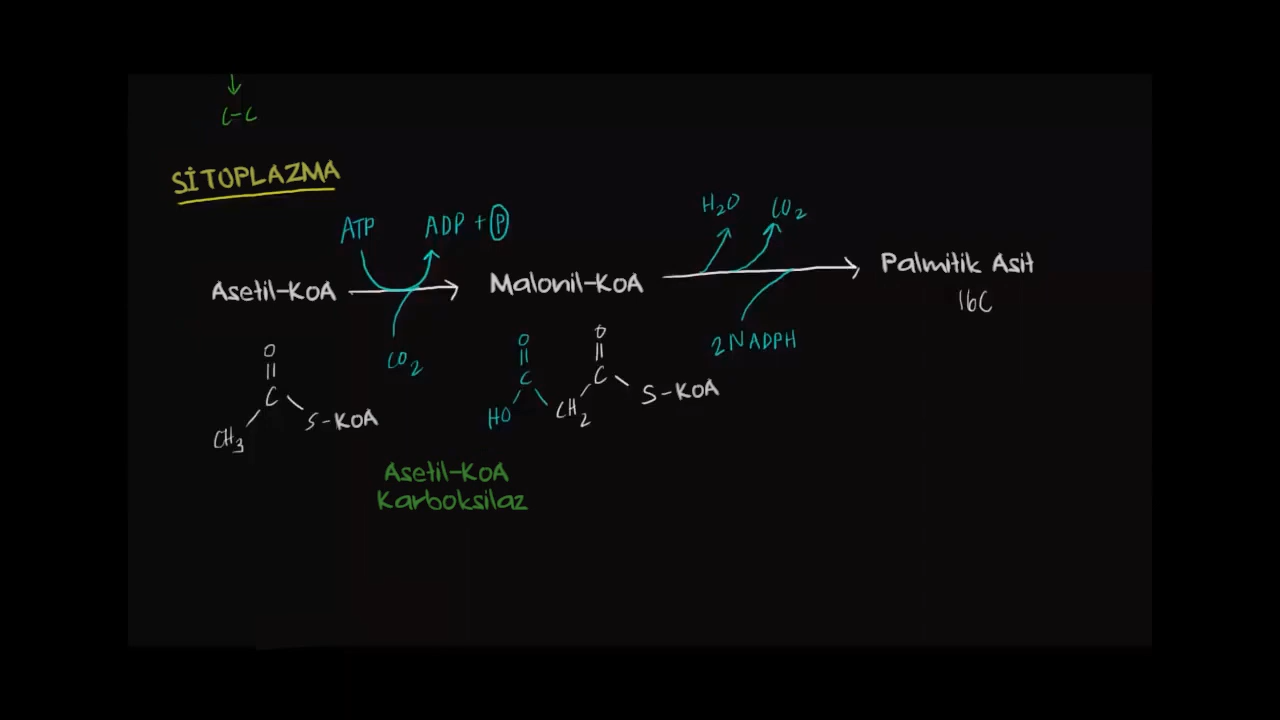 C-C
SİTOPLAZMA
ATP ADP + P
H2O CO2
Asetil-KoA Malonil-KoA Palmitik Asit
16C
CO2
2NADPH
O O O
C C C
CH3 S-KoA HO CH2 S-KoA
Asetil-KoA
Karboksilaz